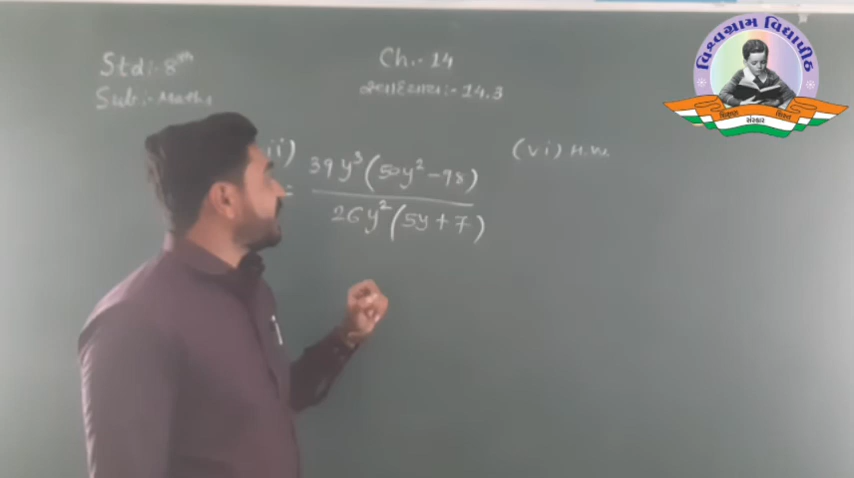 વિશ્વગ્રામ વિદ્યાપીઠ
સંસ્કાર
Std:- 8th
Sub:- Maths
Ch.- 14
સ્વાધ્યાય:- 14.3
ii)
= 39y³(50y²-98) / 26y²(5y+7)
(vi) H.W.